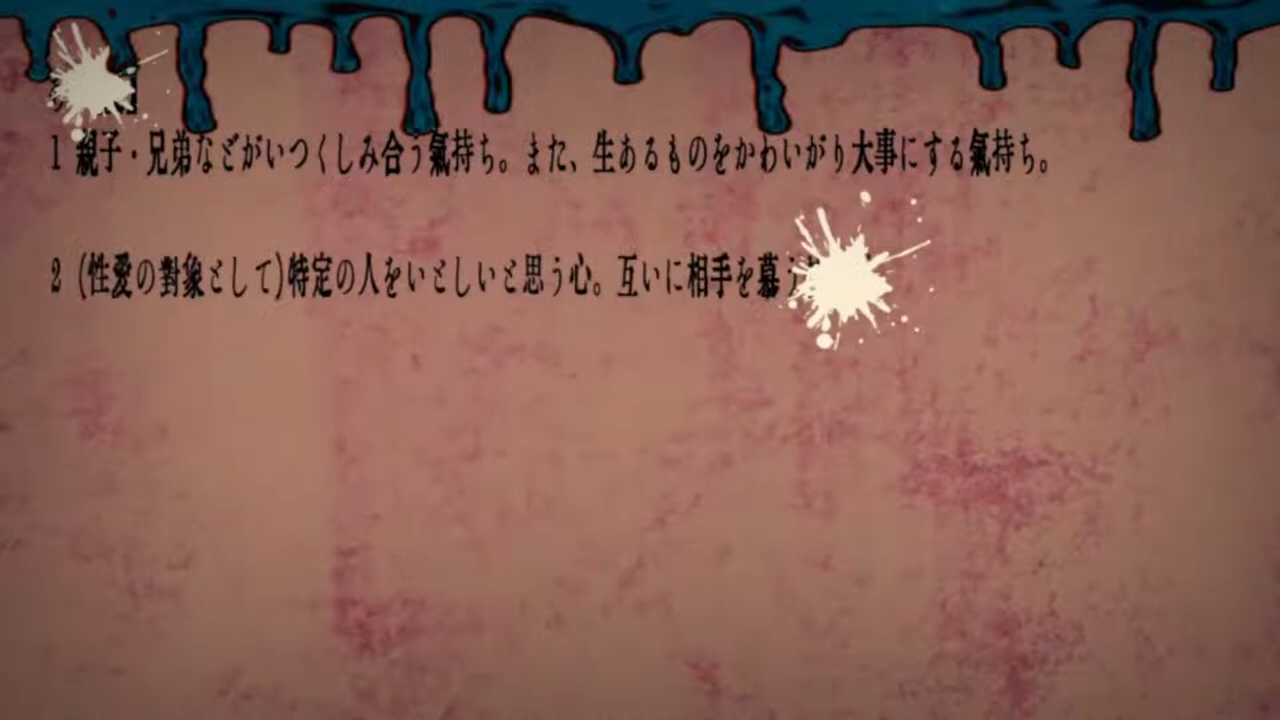 1 親子・兄弟などがいつくしみ合う氣持ち。また、生あるものをかわいがり大事にする氣持ち。
2 (性愛の對象として)特定の人をいとしいと思う心。互いに相手を慕う